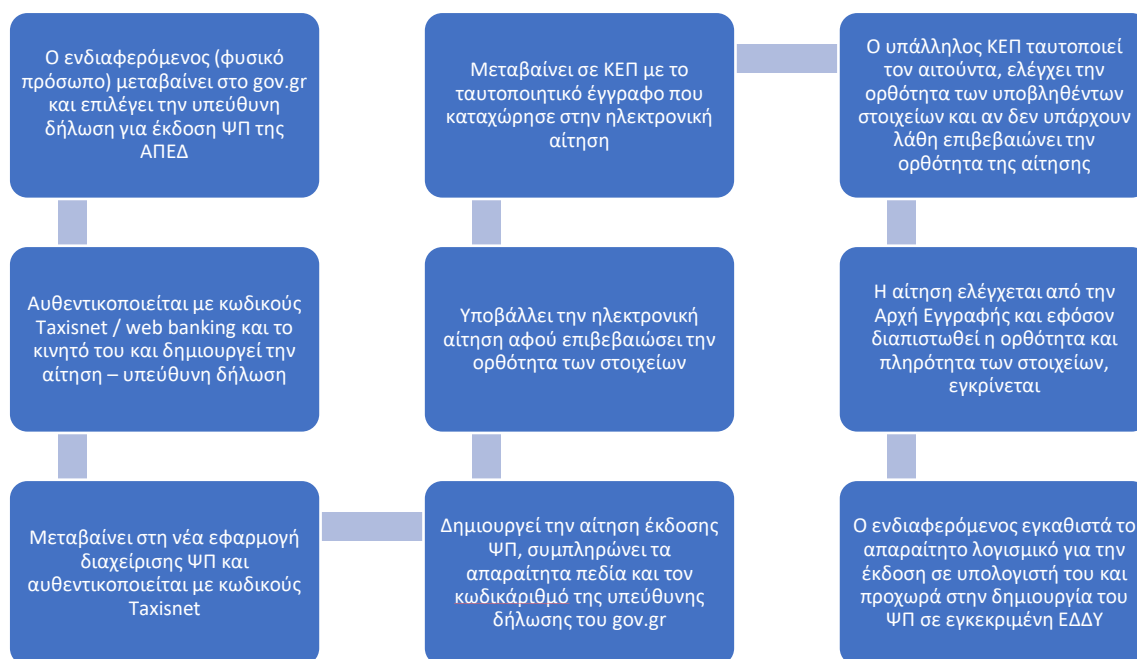 Ο ενδιαφερόμενος (φυσικό
πρόσωπο) μεταβαίνει στο gov.gr
και επιλέγει την υπεύθυνη
δήλωση για έκδοση ΨΠ της
ΑΠΕΔ
Αυθεντικοποιείται με κωδικούς
Taxisnet / web banking και το
κινητό του και δημιουργεί την
αίτηση – υπεύθυνη δήλωση
Μεταβαίνει στη νέα εφαρμογή
διαχείρισης ΨΠ και
αυθεντικοποιείται με κωδικούς
Taxisnet
Δημιουργεί την αίτηση έκδοσης
ΨΠ, συμπληρώνει τα
απαραίτητα πεδία και τον
κωδικάριθμό της υπεύθυνης
δήλωσης του gov.gr
Υποβάλλει την ηλεκτρονική
αίτηση αφού επιβεβαιώσει την
ορθότητα των στοιχείων
Μεταβαίνει σε ΚΕΠ με το
ταυτοποιητικό έγγραφο που
καταχώρησε στην ηλεκτρονική
αίτηση
Ο υπάλληλος ΚΕΠ ταυτοποιεί
τον αιτούντα, ελέγχει την
ορθότητα των υποβληθέντων
στοιχείων και αν δεν υπάρχουν
λάθη επιβεβαιώνει την
ορθότητα της αίτησης
Η αίτηση ελέγχεται από την
Αρχή Εγγραφής και εφόσον
διαπιστωθεί η ορθότητα και
πληρότητα των στοιχείων,
εγκρίνεται
Ο ενδιαφερόμενος εγκαθιστά το
απαραίτητο λογισμικό για την
έκδοση σε υπολογιστή του και
προχωρά στην δημιουργία του
ΨΠ σε εγκεκριμένη ΕΔΔΥ